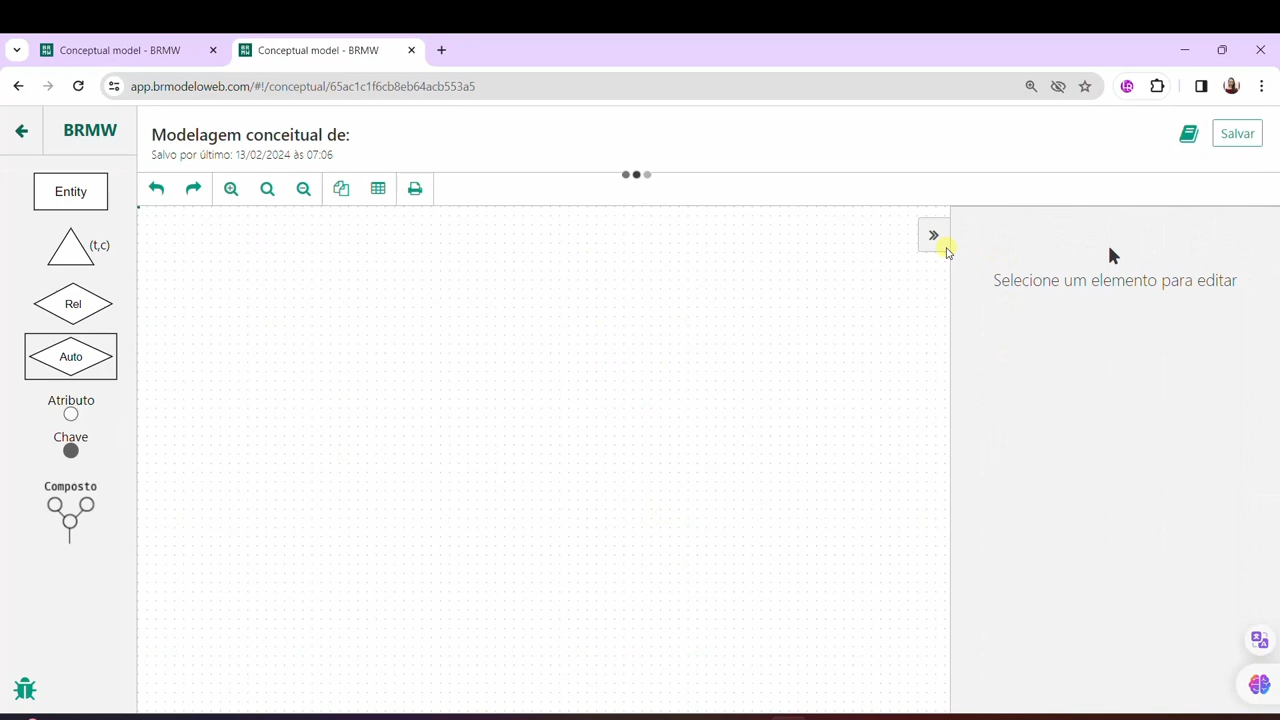 Conceptual model - BRMW
Conceptual model - BRMW
app.brmodeloweb.com/#!/conceptual/65ac1c1f6cb8eb64acb553a5
BRMW
Modelagem conceitual de:
Salvo por último: 13/02/2024 às 07:06
Salvar
Entity
(t,c)
Rel
Auto
Atributo
Chave
Composto
Selecione um elemento para editar